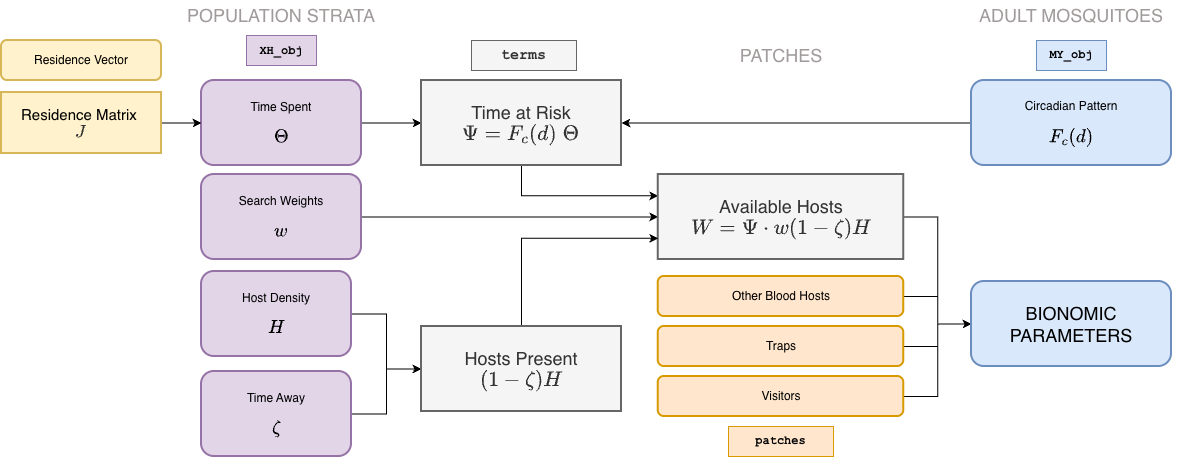 POPULATION STRATA
ADULT MOSQUITOES
XH_obj
terms
PATCHES
MY_obj
Residence Vector
Residence Matrix
J
Time Spent
Θ
Time at Risk
Ψ = F_c(d) Θ
Circadian Pattern
F_c(d)
Search Weights
w
Available Hosts
W = Ψ · w(1 − ζ)H
Host Density
H
Other Blood Hosts
BIONOMIC
PARAMETERS
Traps
Hosts Present
(1 − ζ)H
Time Away
ζ
Visitors
patches